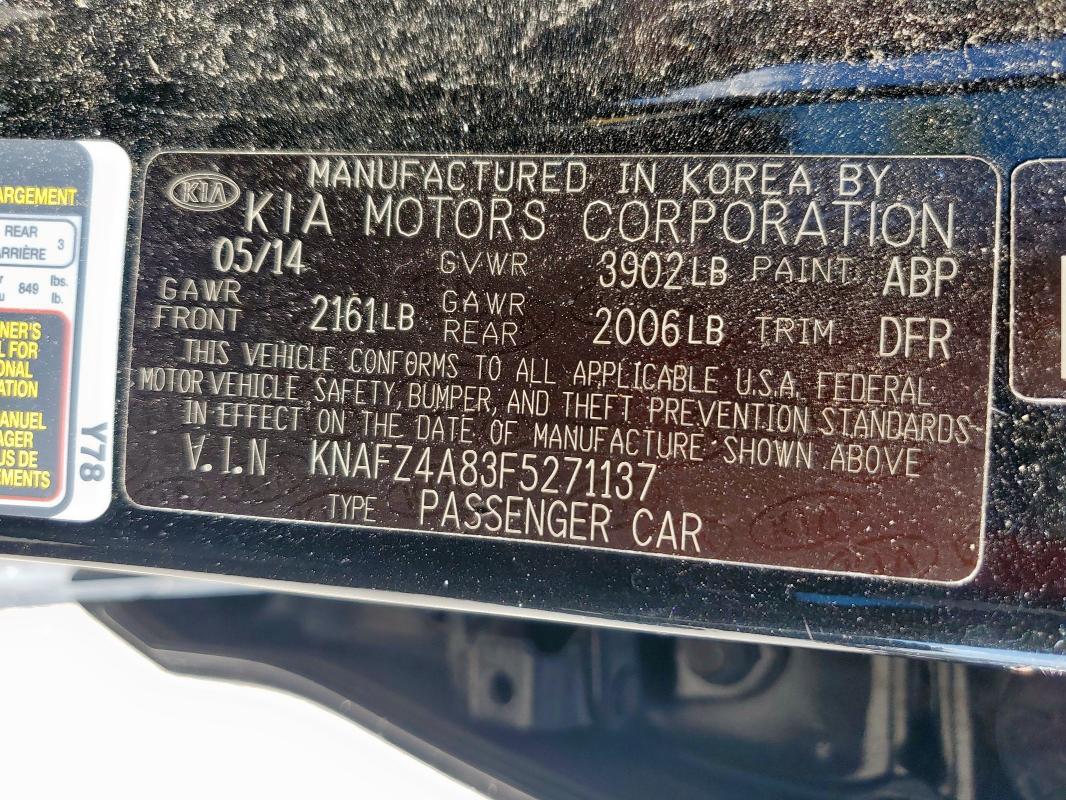 KIA
MANUFACTURED IN KOREA BY
KIA MOTORS CORPORATION
05/14 GVWR 3902LB PAINT ABP
GAWR FRONT 2161LB GAWR REAR 2006LB TRIM DFR
THIS VEHICLE CONFORMS TO ALL APPLICABLE U.S.A. FEDERAL
MOTOR VEHICLE SAFETY, BUMPER, AND THEFT PREVENTION STANDARDS
IN EFFECT ON THE DATE OF MANUFACTURE SHOWN ABOVE
V.I.N KNAFZ4A83F5271137
TYPE PASSENGER CAR
ARGEMENT
REAR 3
ARRIÈRE
849 lbs.
lb.
NER'S
L FOR
ONAL
ATION
MANUEL
AGER
US DE
EMENTS
Y78